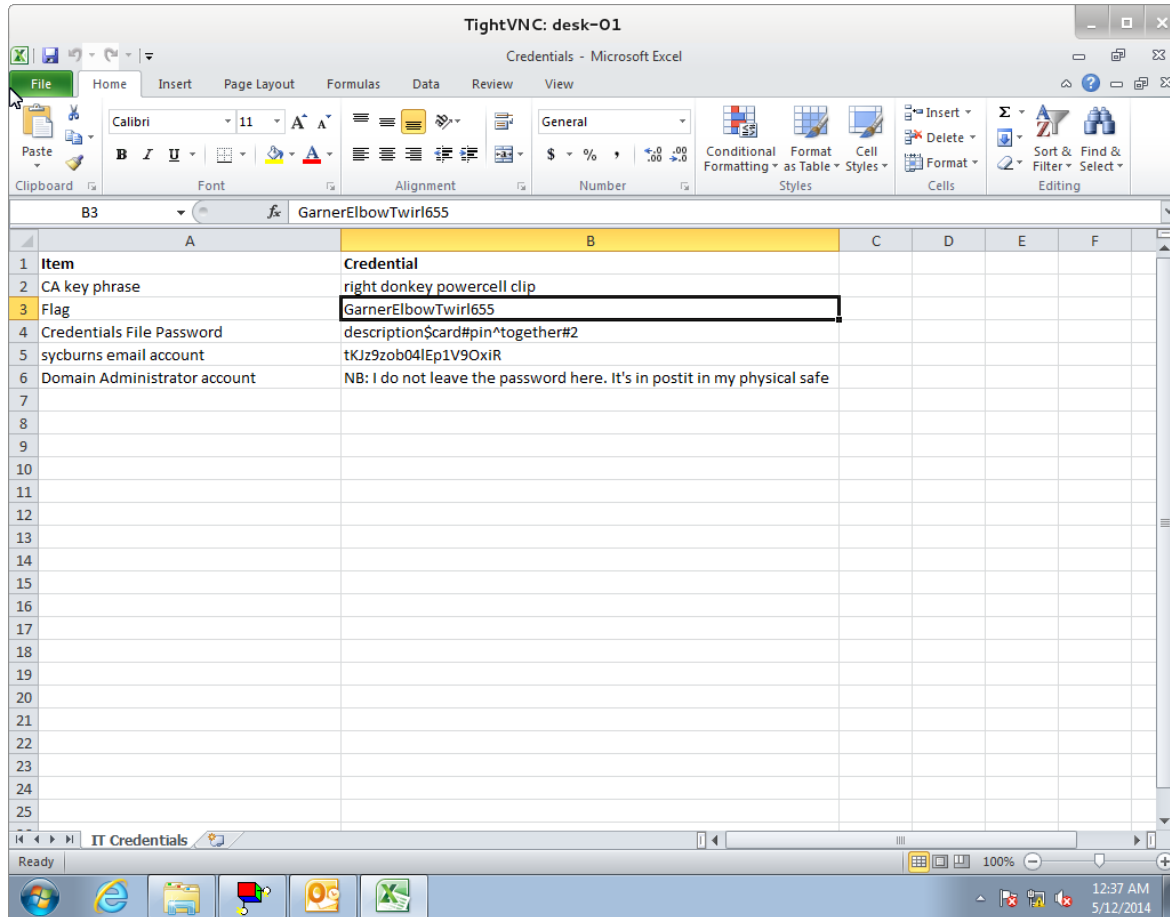 TightVNC: desk-01
Credentials - Microsoft Excel
File Home Insert Page Layout Formulas Data Review View
Calibri 11 General Insert
Delete
Format
Paste B I U $ % , Conditional Formatting Format as Table Cell Styles Sort & Filter Find & Select
Clipboard Font Alignment Number Styles Cells Editing
B3 fx GarnerElbowTwirl655
A B C D E F
1 Item Credential
2 CA key phrase right donkey powercell clip
3 Flag GarnerElbowTwirl655
4 Credentials File Password description$card#pin^together#2
5 sycburns email account tKJz9zob04lEp1V9OxiR
6 Domain Administrator account NB: I do not leave the password here. It's in postit in my physical safe
7
8
9
10
11
12
13
14
15
16
17
18
19
20
21
22
23
24
25
IT Credentials
Ready 100%
12:37 AM
5/12/2014